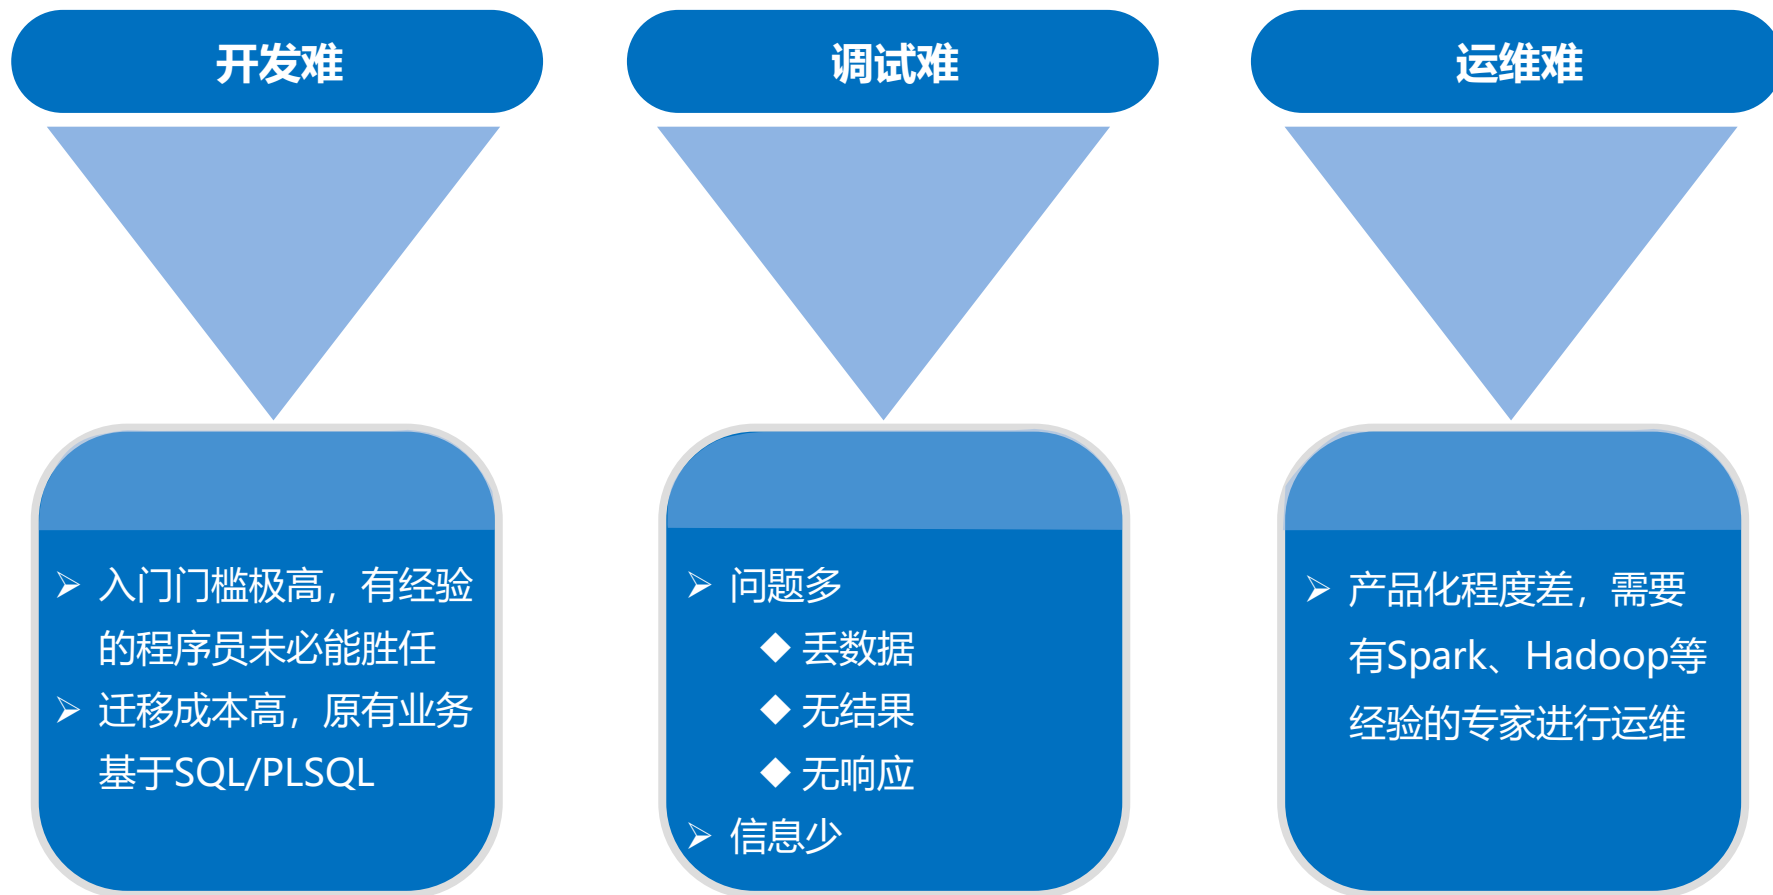 开发难
入门门槛极高，有经验
的程序员未必能胜任
迁移成本高，原有业务
基于SQL/PLSQL
调试难
问题多
丢数据
无结果
无响应
信息少
运维难
产品化程度差，需要
有Spark、Hadoop等
经验的专家进行运维